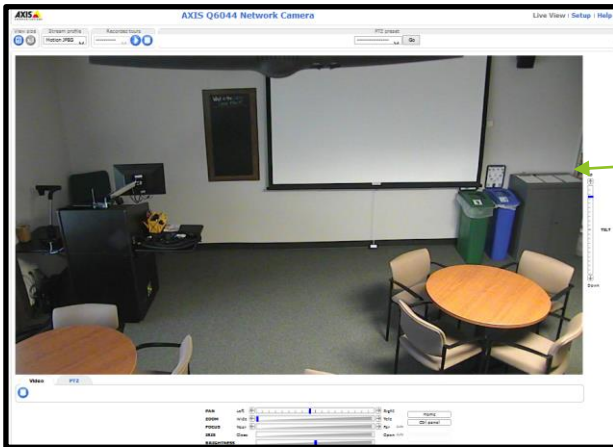 AXIS
AXIS Q6044 Network Camera
Live View | Setup | Help
View size
Stream profile
Recorded tours
PTZ preset
Motion JPEG
Go
TILT
Down
Video
PTZ
PAN
Left
Right
ZOOM
Wide
Tele
FOCUS
Near
Far
IRIS
Close
Open
BRIGHTNESS
Home
Ctrl panel